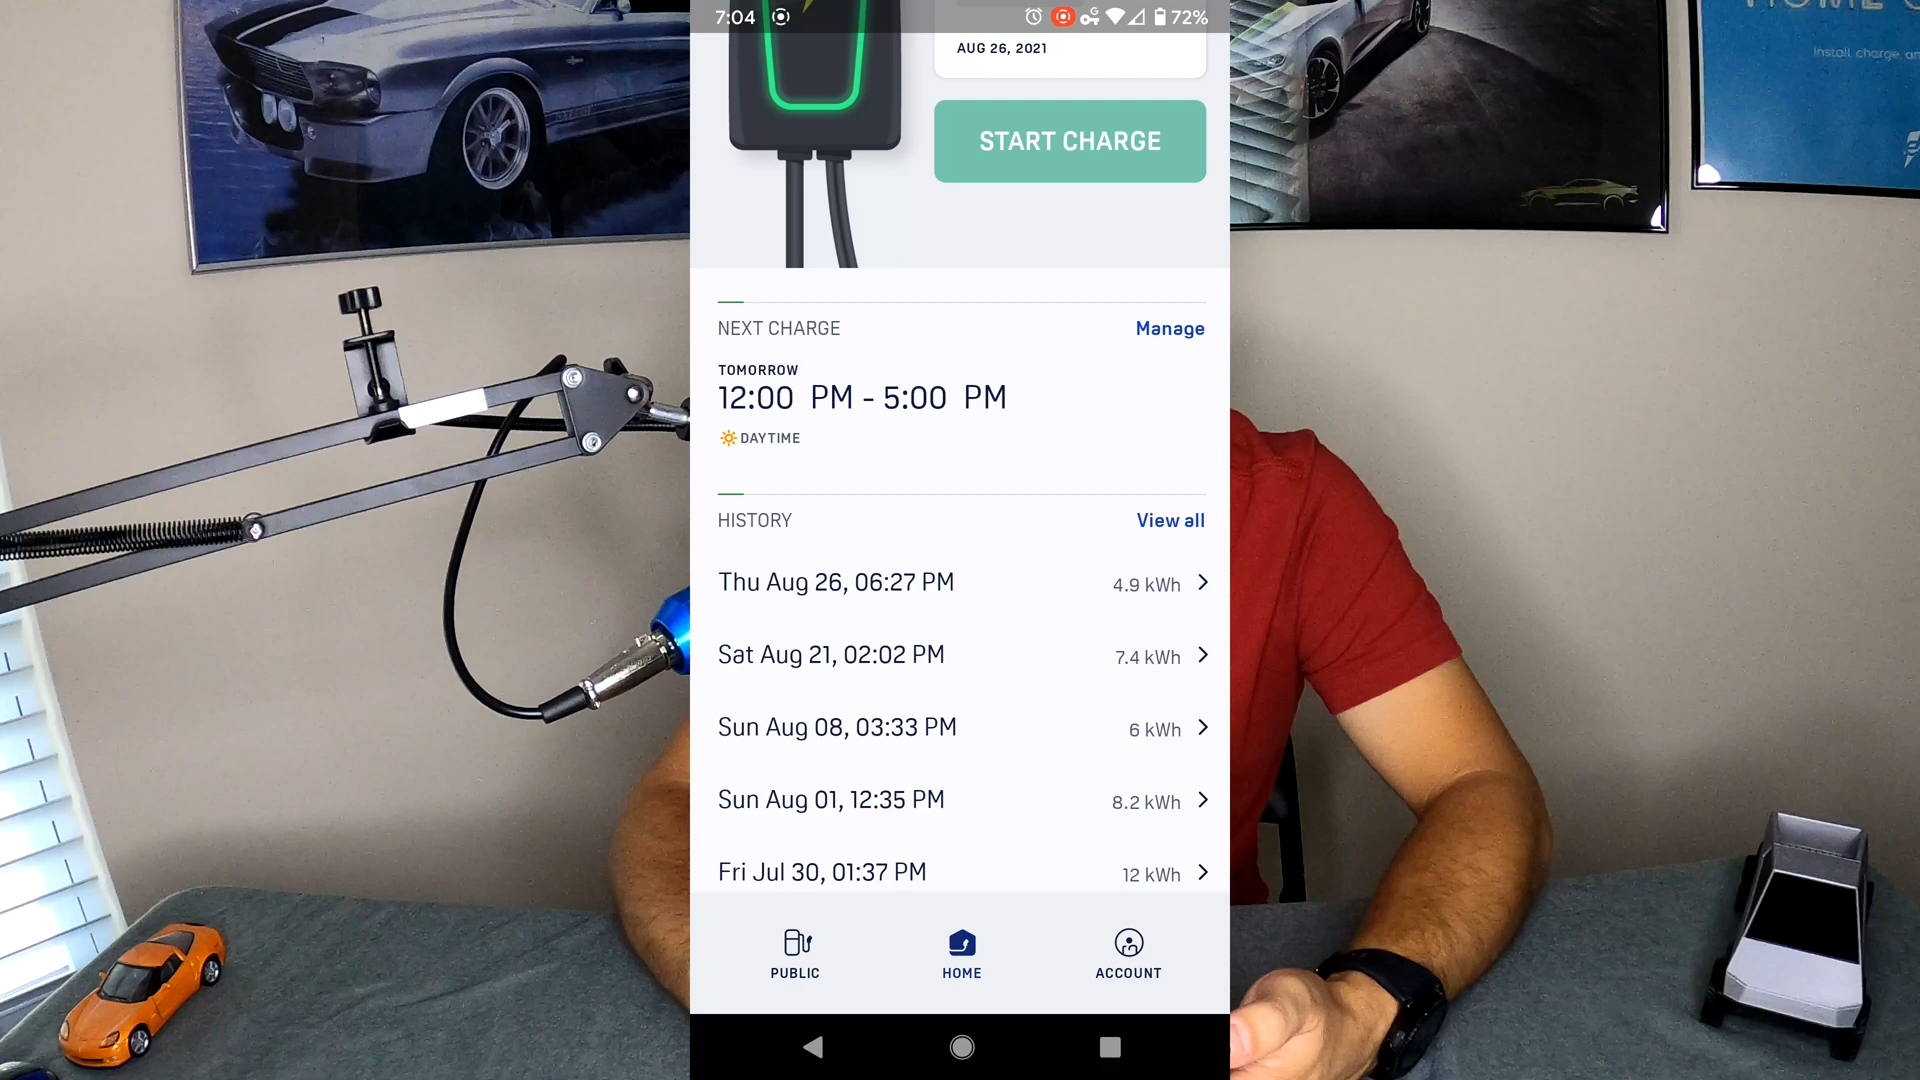 7:04
72%
AUG 26, 2021
START CHARGE
Install, charge an
NEXT CHARGE
Manage
TOMORROW
12:00 PM - 5:00 PM
DAYTIME
HISTORY
View all
Thu Aug 26, 06:27 PM
4.9 kWh
Sat Aug 21, 02:02 PM
7.4 kWh
Sun Aug 08, 03:33 PM
6 kWh
Sun Aug 01, 12:35 PM
8.2 kWh
Fri Jul 30, 01:37 PM
12 kWh
PUBLIC
HOME
ACCOUNT